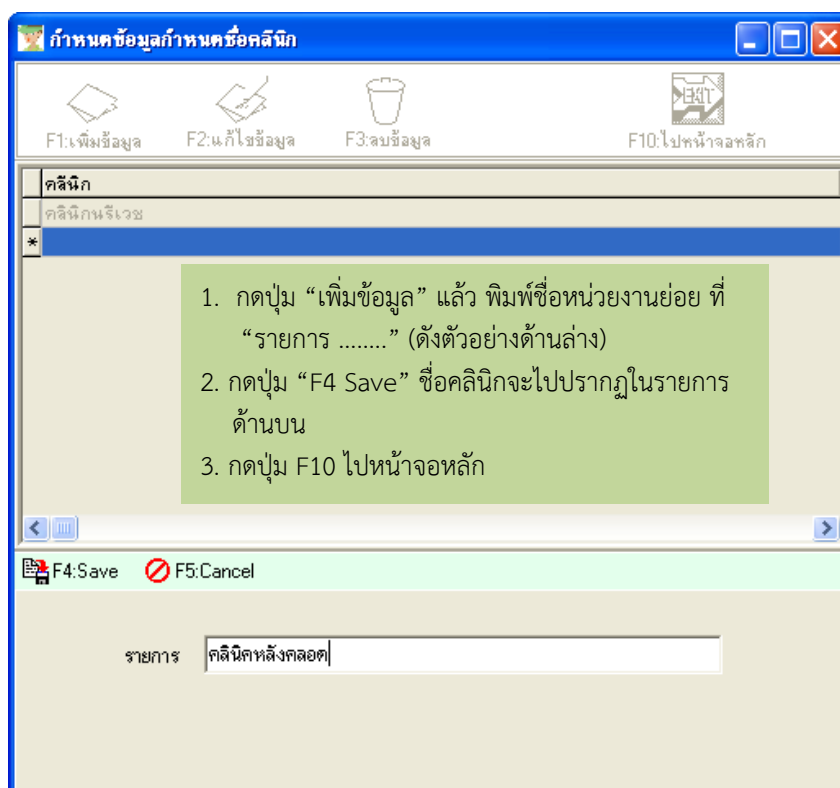 กำหนดข้อมูลกำหนดชื่อคลีนิก
F1:เพิ่มข้อมูล F2:แก้ไขข้อมูล F3:ลบข้อมูล F10:ไปหน้าจอหลัก
คลีนิก
คลีนิกนรีเวช
*
1. กดปุ่ม “เพิ่มข้อมูล” แล้ว พิมพ์ชื่อหน่วยงานย่อย ที่
“รายการ ........” (ดังตัวอย่างด้านล่าง)
2. กดปุ่ม “F4 Save” ชื่อคลินิกจะไปปรากฏในรายการ
ด้านบน
3. กดปุ่ม F10 ไปหน้าจอหลัก
F4:Save F5:Cancel
รายการ คลีนิคหลังคลอด